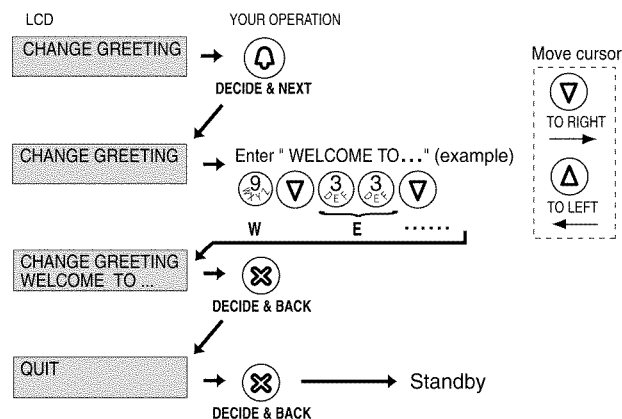 LCD
YOUR OPERATION
CHANGE GREETING
DECIDE & NEXT
Move cursor
TO RIGHT
TO LEFT
CHANGE GREETING
Enter " WELCOME TO..." (example)
9 WXYZ 3 DEF 3 DEF
W E ......
CHANGE GREETING
WELCOME TO ...
DECIDE & BACK
QUIT
Standby
DECIDE & BACK